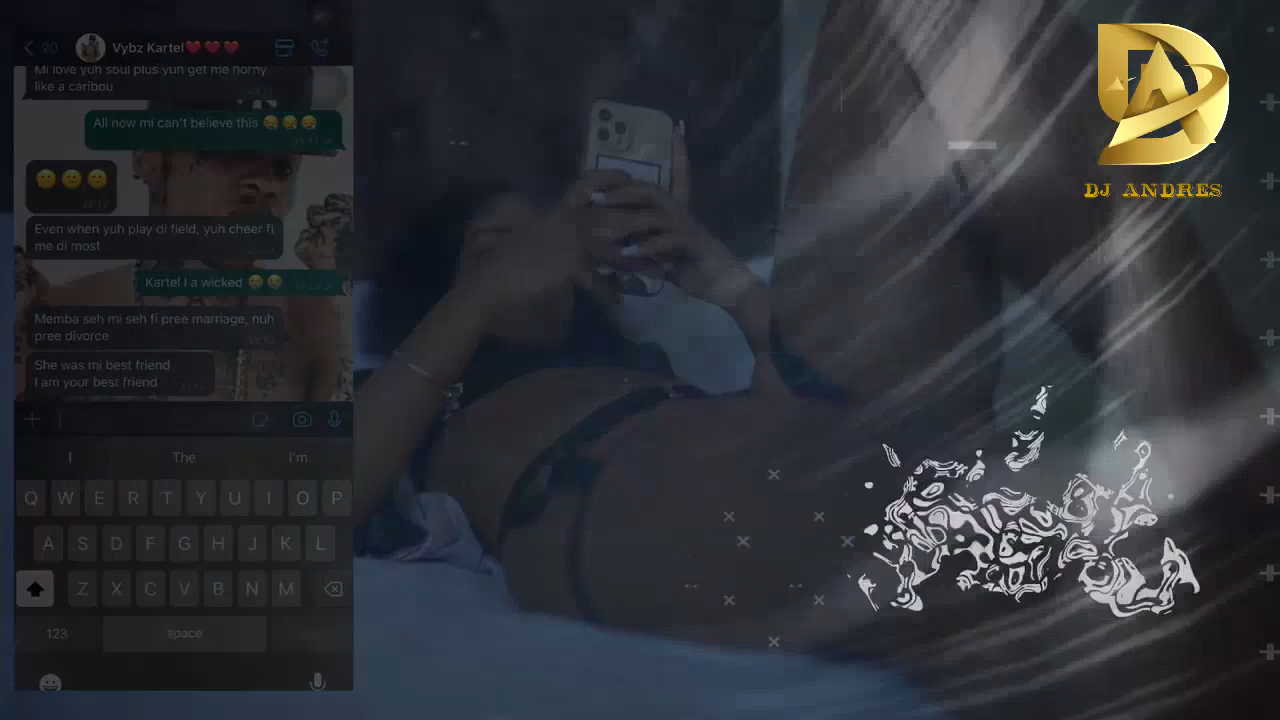 20
Vybz Kartel❤️❤️❤️
Mi love yuh soul plus yuh get me horny
like a caribou
All now mi can't believe this 😪😪😪
😕😕😕
Even when yuh play di field, yuh cheer fi
me di most
Kartel I a wicked 😢😢
Memba seh mi seh fi pree marriage, nuh
pree divorce
She was mi best friend
I am your best friend
I The I'm
Q W E R T Y U I O P
A S D F G H J K L
Z X C V B N M
123 space
DA
DJ ANDRES